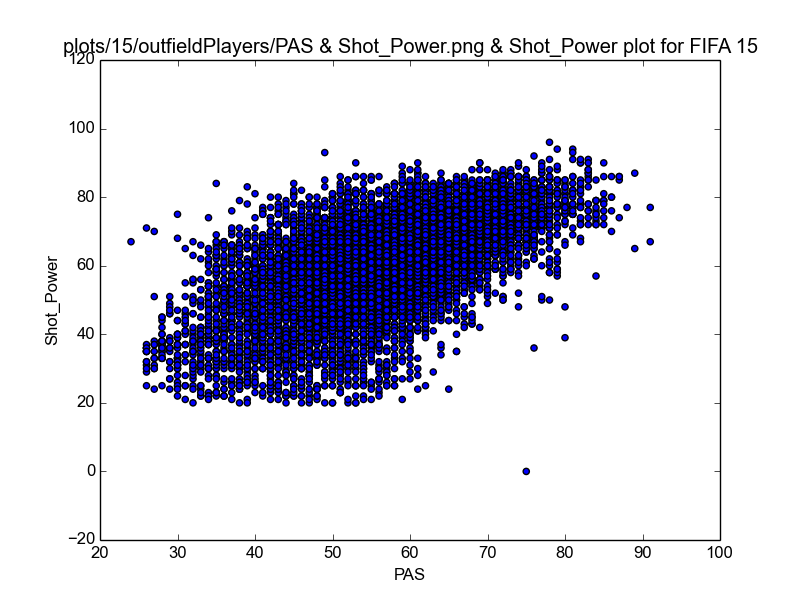 plots/15/outfieldPlayers/PAS & Shot_Power.png & Shot_Power plot for FIFA 15
120
100
80
60
40
20
0
−20
Shot_Power
20 30 40 50 60 70 80 90 100
PAS